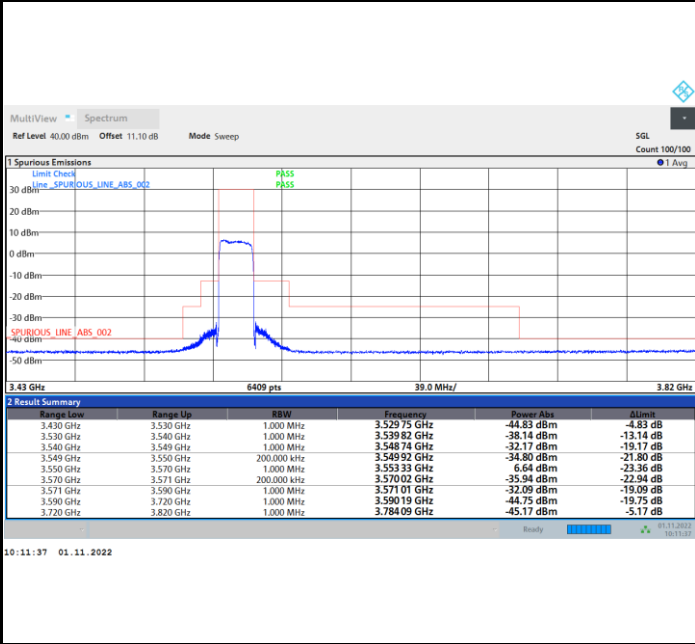 MultiView Spectrum
Ref Level 40.00 dBm Offset 11.10 dB Mode Sweep SGL
Count 100/100
1 Spurious Emissions 1 Avg
Limit Check PASS
Line _SPURIOUS_LINE_ABS_002 PASS
30 dBm
20 dBm
10 dBm
0 dBm
-10 dBm
-20 dBm
-30 dBm
_SPURIOUS_LINE_ABS_002
-40 dBm
-50 dBm
3.43 GHz 6409 pts 39.0 MHz/ 3.82 GHz
2 Result Summary
Range Low Range Up RBW Frequency Power Abs ΔLimit
3.430 GHz 3.530 GHz 1.000 MHz 3.529 75 GHz -44.83 dBm -4.83 dB
3.530 GHz 3.540 GHz 1.000 MHz 3.539 82 GHz -38.14 dBm -13.14 dB
3.540 GHz 3.549 GHz 1.000 MHz 3.548 74 GHz -32.17 dBm -19.17 dB
3.549 GHz 3.550 GHz 200.000 kHz 3.549 92 GHz -34.80 dBm -21.80 dB
3.550 GHz 3.570 GHz 1.000 MHz 3.553 33 GHz 6.64 dBm -23.36 dB
3.570 GHz 3.571 GHz 200.000 kHz 3.570 02 GHz -35.94 dBm -22.94 dB
3.571 GHz 3.590 GHz 1.000 MHz 3.571 01 GHz -32.09 dBm -19.09 dB
3.590 GHz 3.720 GHz 1.000 MHz 3.590 19 GHz -44.75 dBm -19.75 dB
3.720 GHz 3.820 GHz 1.000 MHz 3.784 09 GHz -45.17 dBm -5.17 dB
Ready 01.11.2022
10:11:37
10:11:37 01.11.2022